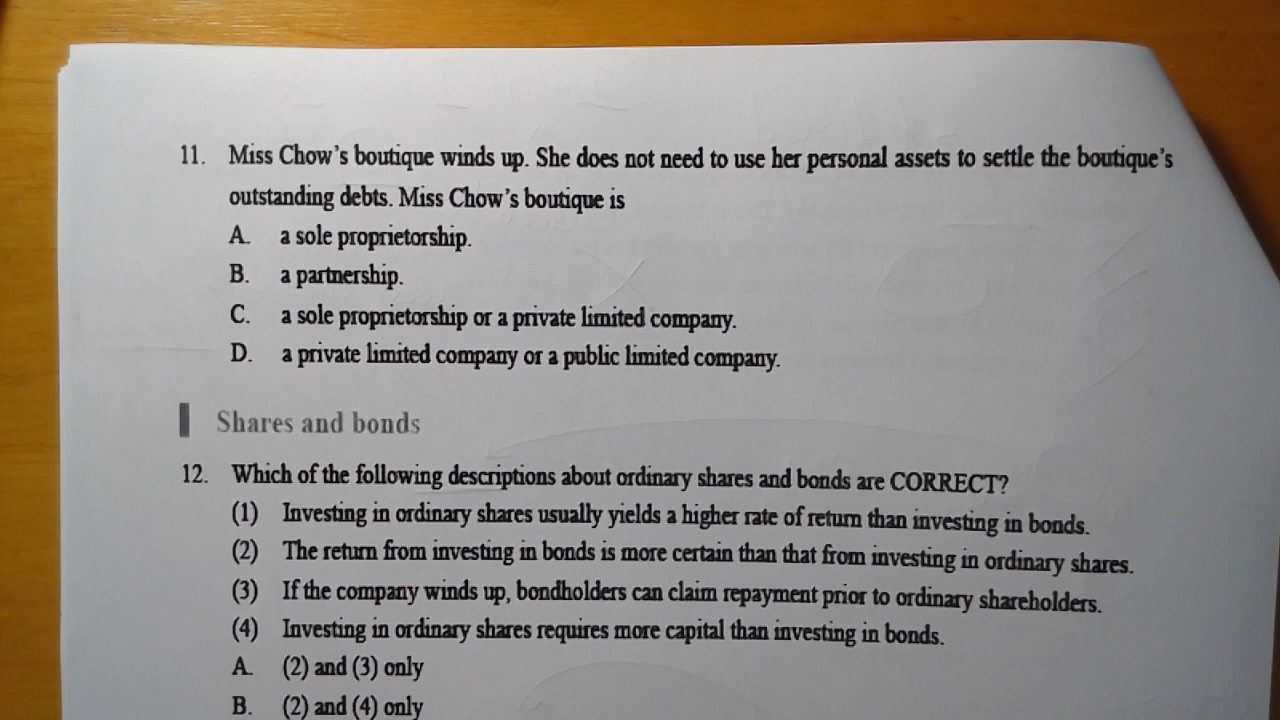 11. Miss Chow's boutique winds up. She does not need to use her personal assets to settle the boutique's
outstanding debts. Miss Chow's boutique is
A. a sole proprietorship.
B. a partnership.
C. a sole proprietorship or a private limited company.
D. a private limited company or a public limited company.
Shares and bonds
12. Which of the following descriptions about ordinary shares and bonds are CORRECT?
(1) Investing in ordinary shares usually yields a higher rate of return than investing in bonds.
(2) The return from investing in bonds is more certain than that from investing in ordinary shares.
(3) If the company winds up, bondholders can claim repayment prior to ordinary shareholders.
(4) Investing in ordinary shares requires more capital than investing in bonds.
A. (2) and (3) only
B. (2) and (4) only